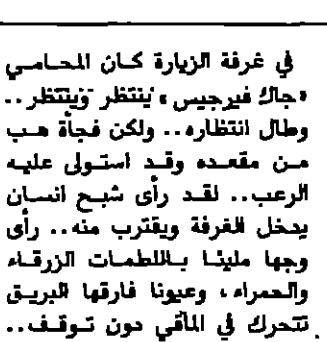 في غرفة الزيارة كان المحامي
« جاك فيرجيس » ينتظر وينتظر ..
وطال انتظاره .. ولكن فجأة هب
من مقعده وقد استولى عليه
الرعب .. لقد رأى شبح انسان
يدخل الغرفة ويقترب منه .. رأى
وجها مليئا باللطمات الزرقاء
والحمراء ، وعيونا فارقها البريق
تتحرك في المآقي دون توقف ..